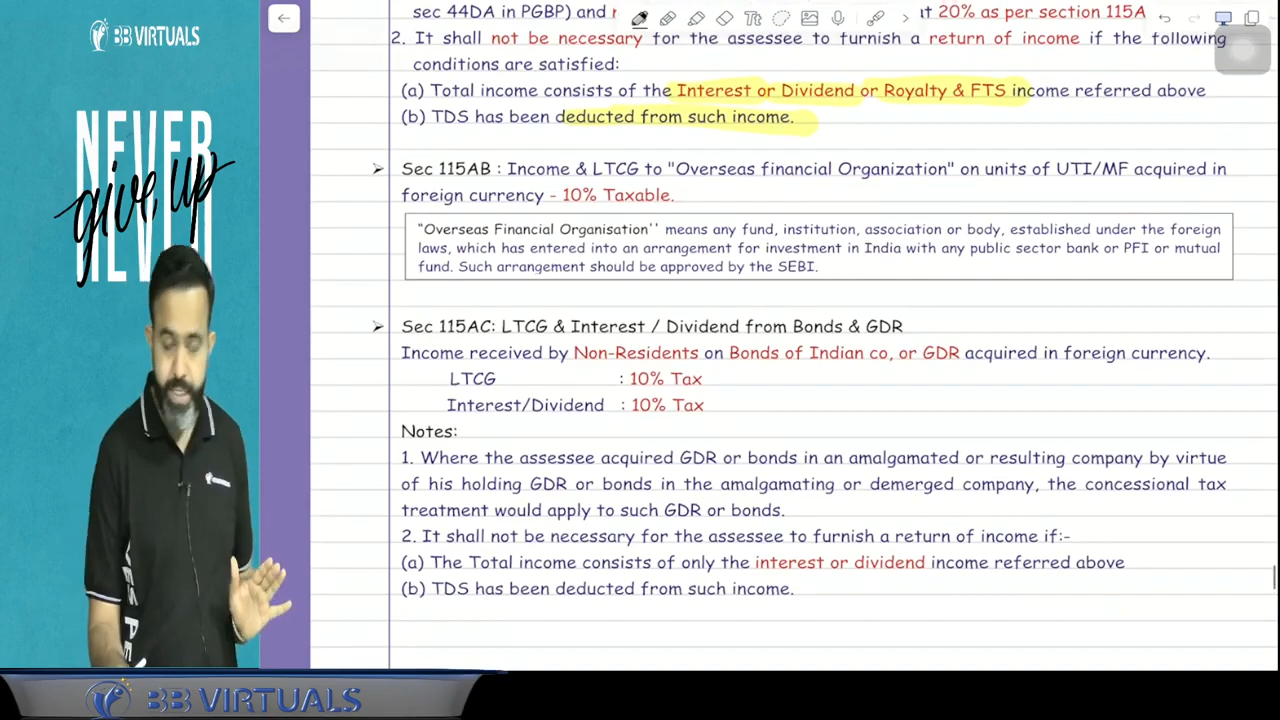 BB VIRTUALS
NEVER
give up
NEVER
sec 44DA in PGBP) and
at 20% as per section 115A
2. It shall not be necessary for the assessee to furnish a return of income if the following
conditions are satisfied:
(a) Total income consists of the Interest or Dividend or Royalty & FTS income referred above
(b) TDS has been deducted from such income.
➢ Sec 115AB : Income & LTCG to "Overseas financial Organization" on units of UTI/MF acquired in
foreign currency - 10% Taxable.
"Overseas Financial Organisation'' means any fund, institution, association or body, established under the foreign
laws, which has entered into an arrangement for investment in India with any public sector bank or PFI or mutual
fund. Such arrangement should be approved by the SEBI.
➢ Sec 115AC: LTCG & Interest / Dividend from Bonds & GDR
Income received by Non-Residents on Bonds of Indian co, or GDR acquired in foreign currency.
LTCG : 10% Tax
Interest/Dividend : 10% Tax
Notes:
1. Where the assessee acquired GDR or bonds in an amalgamated or resulting company by virtue
of his holding GDR or bonds in the amalgamating or demerged company, the concessional tax
treatment would apply to such GDR or bonds.
2. It shall not be necessary for the assessee to furnish a return of income if:-
(a) The Total income consists of only the interest or dividend income referred above
(b) TDS has been deducted from such income.
BB VIRTUALS